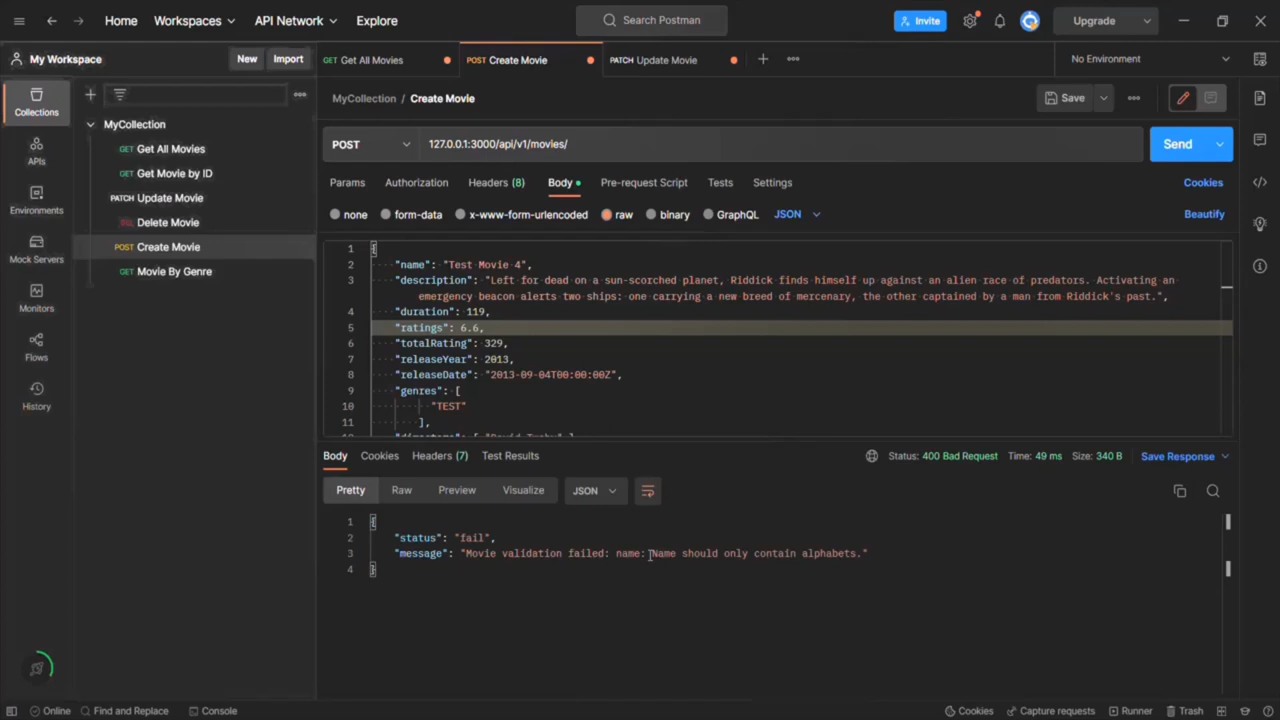 Home Workspaces API Network Explore Search Postman Invite Upgrade
My Workspace New Import GET Get All Movies POST Create Movie PATCH Update Movie No Environment
Collections
APIs
Environments
Mock Servers
Monitors
Flows
History
MyCollection
GET Get All Movies
GET Get Movie by ID
PATCH Update Movie
DEL Delete Movie
POST Create Movie
GET Movie By Genre
MyCollection / Create Movie Save
POST 127.0.0.1:3000/api/v1/movies/ Send
Params Authorization Headers (8) Body Pre-request Script Tests Settings Cookies
none form-data x-www-form-urlencoded raw binary GraphQL JSON Beautify
1 {
2 "name": "Test Movie 4",
3 "description": "Left for dead on a sun-scorched planet, Riddick finds himself up against an alien race of predators. Activating an
emergency beacon alerts two ships: one carrying a new breed of mercenary, the other captained by a man from Riddick's past.",
4 "duration": 119,
5 "ratings": 6.6,
6 "totalRating": 329,
7 "releaseYear": 2013,
8 "releaseDate": "2013-09-04T00:00:00Z",
9 "genres": [
10 "TEST"
11 ],
Body Cookies Headers (7) Test Results Status: 400 Bad Request Time: 49 ms Size: 340 B Save Response
Pretty Raw Preview Visualize JSON
1 {
2 "status": "fail",
3 "message": "Movie validation failed: name: Name should only contain alphabets."
4 }
Online Find and Replace Console Cookies Capture requests Runner Trash